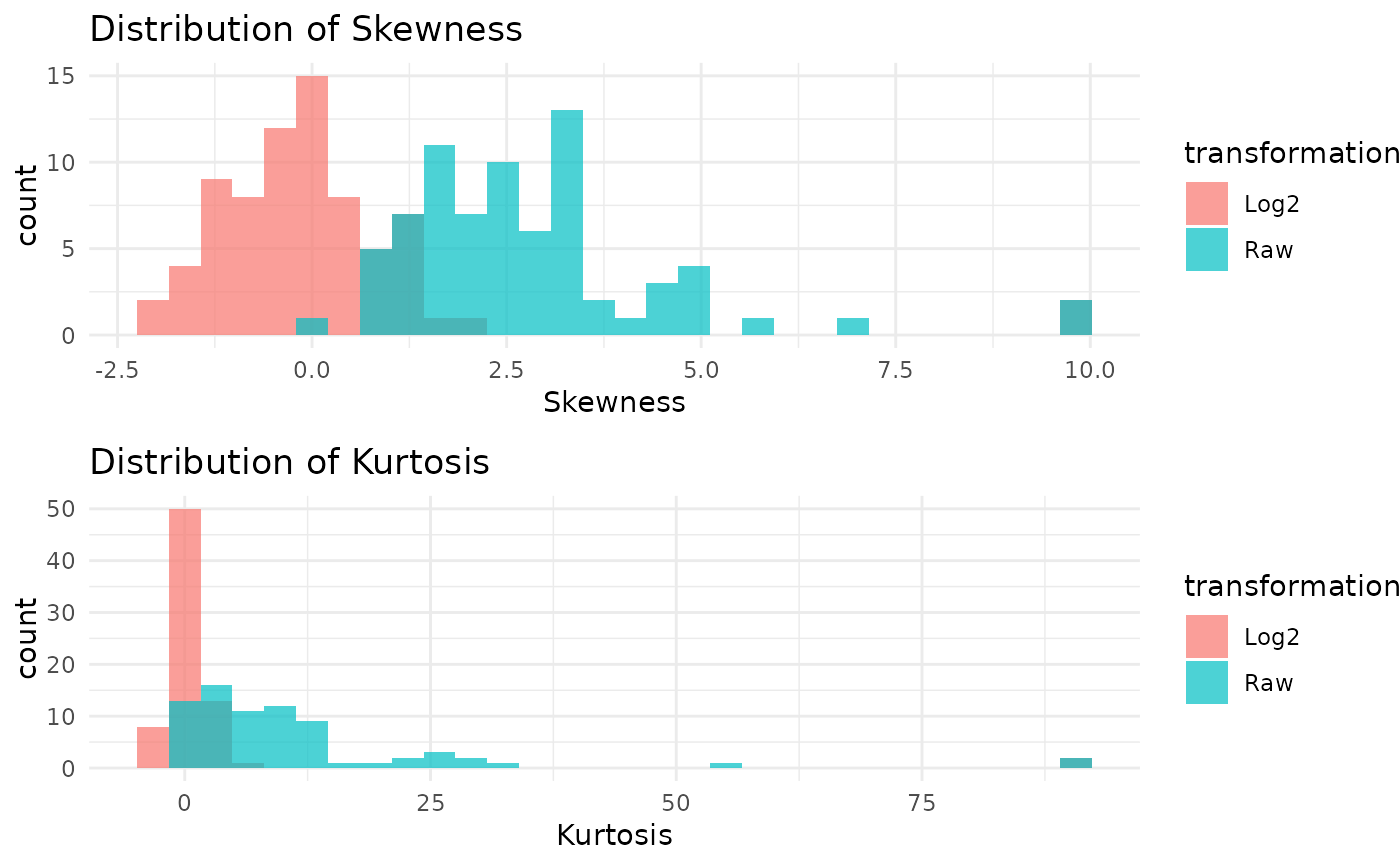 Distribution of Skewness
15
10
5
0
count
-2.5 0.0 2.5 5.0 7.5 10.0
Skewness
transformation
Log2
Raw
Distribution of Kurtosis
50
40
30
20
10
0
count
0 25 50 75
Kurtosis
transformation
Log2
Raw